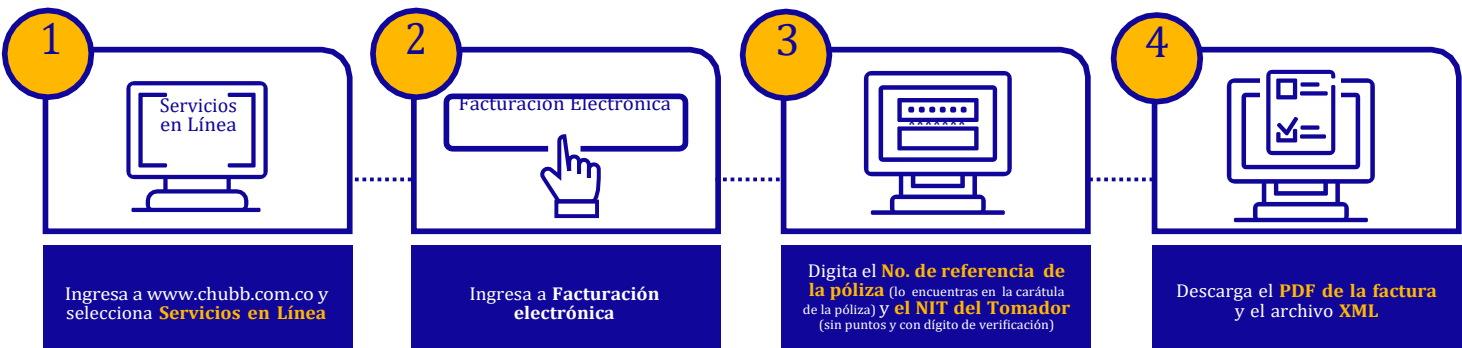 1
Servicios
en Línea
Ingresa a www.chubb.com.co y
selecciona Servicios en Línea
2
Facturación Electrónica
Ingresa a Facturación
electrónica
3
Digita el No. de referencia de
la póliza (lo encuentras en la carátula
de la póliza) y el NIT del Tomador
(sin puntos y con dígito de verificación)
4
Descarga el PDF de la factura
y el archivo XML